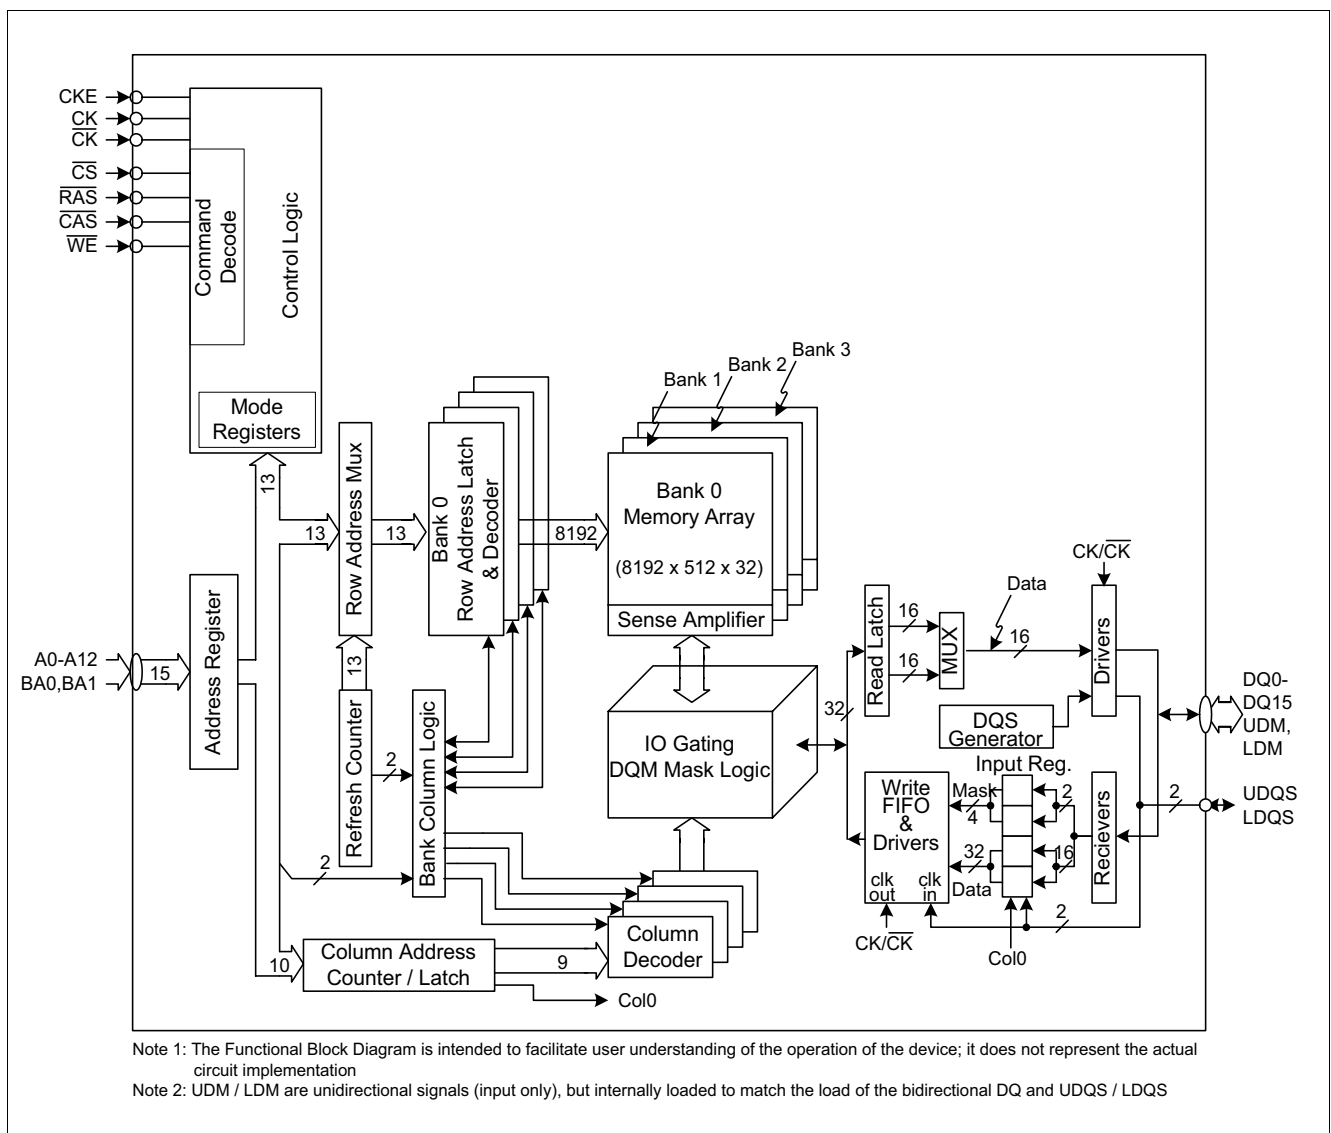 CKE
CK
CK
CS
RAS
CAS
WE
Command
Decode
Control Logic
Mode
Registers
13
Bank 3
Bank 2
Bank 1
Row Address Mux
13
13
Bank 0
Row Address Latch
& Decoder
8192
Bank 0
Memory Array
(8192 x 512 x 32)
Sense Amplifier
A0-A12
BA0,BA1
15
Address Register
13
Refresh Counter
2
Bank Column Logic
2
IO Gating
DQM Mask Logic
32
Read Latch
16
16
MUX
Data
16
CK/CK
Drivers
DQS
Generator
DQ0-
DQ15
UDM,
LDM
UDQS
LDQS
2
Input Reg.
Write
FIFO
&
Drivers
Mask
4
2
32
Data
16
Recievers
clk
out
clk
in
CK/CK
Col0
2
10
Column Address
Counter / Latch
9
Column
Decoder
Col0
Note 1: The Functional Block Diagram is intended to facilitate user understanding of the operation of the device; it does not represent the actual
circuit implementation
Note 2: UDM / LDM are unidirectional signals (input only), but internally loaded to match the load of the bidirectional DQ and UDQS / LDQS